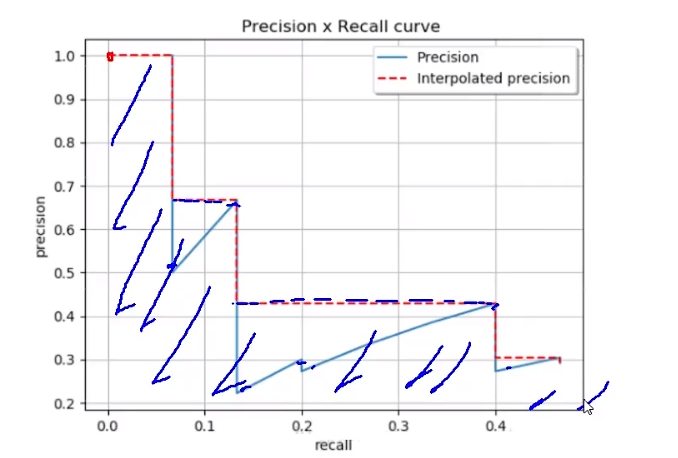 Precision x Recall curve
Precision
Interpolated precision
1.0
0.9
0.8
0.7
0.6
0.5
0.4
0.3
0.2
precision
0.0 0.1 0.2 0.3 0.4
recall